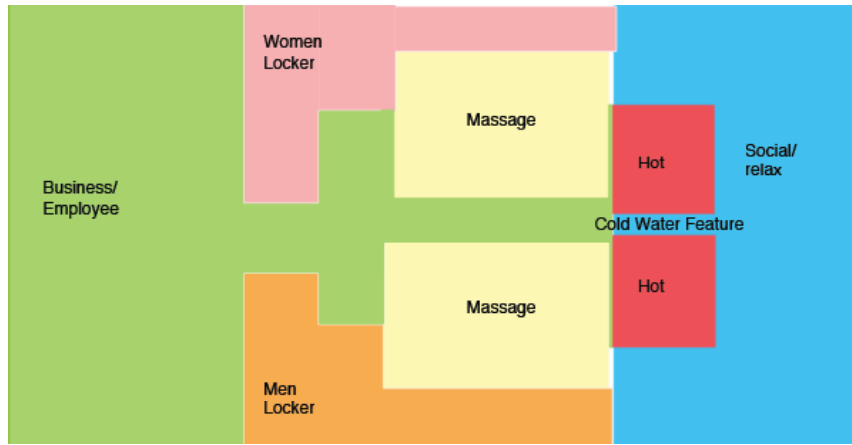 Women
Locker
Massage
Hot
Social/
relax
Business/
Employee
Cold Water Feature
Hot
Massage
Men
Locker